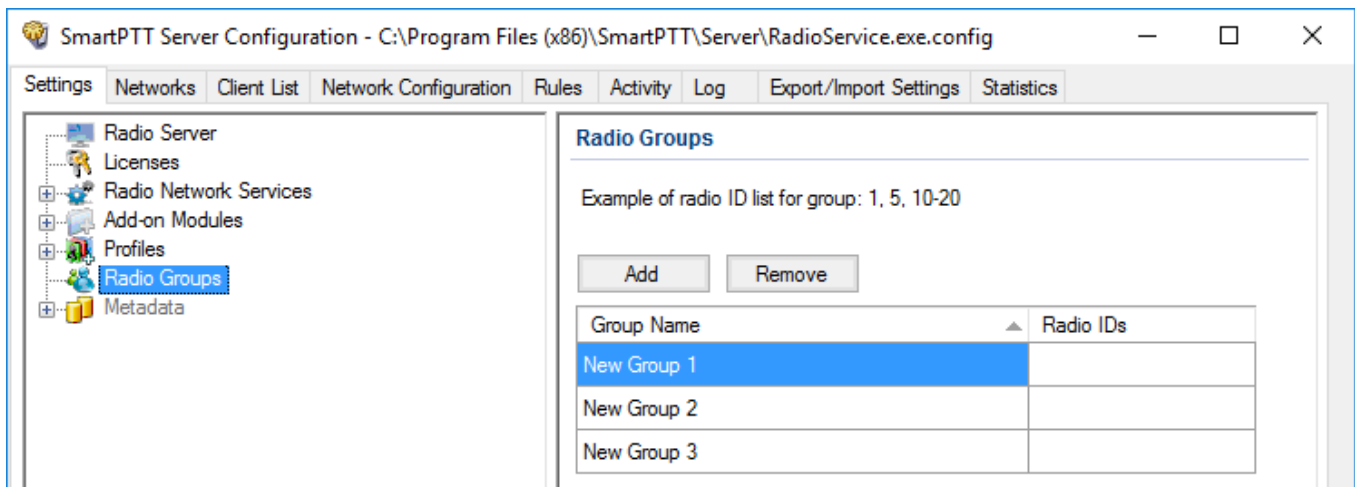 SmartPTT Server Configuration - C:\Program Files (x86)\SmartPTT\Server\RadioService.exe.config
Settings Networks Client List Network Configuration Rules Activity Log Export/Import Settings Statistics
Radio Server
Licenses
Radio Network Services
Add-on Modules
Profiles
Radio Groups
Metadata
Radio Groups
Example of radio ID list for group: 1, 5, 10-20
Add Remove
Group Name Radio IDs
New Group 1
New Group 2
New Group 3